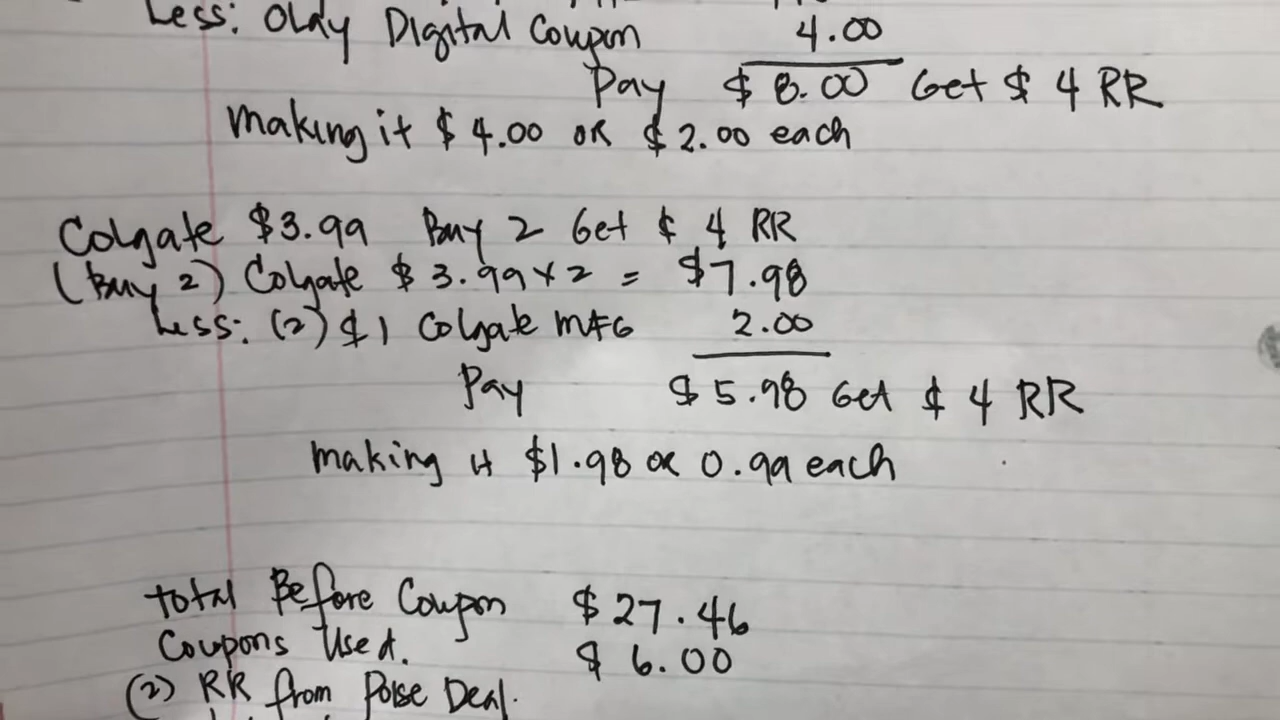 Less: Olay Digital Coupon 4.00
Pay $8.00 Get $4 RR
making it $4.00 OR $2.00 each
Colgate $3.99 Buy 2 Get $4 RR
(Buy 2) Colgate $3.99 x 2 = $7.98
Less: (2) $1 Colgate MFG 2.00
Pay $5.98 Get $4 RR
making it $1.98 or 0.99 each
total Before Coupon $27.46
Coupons Used. $6.00
(2) RR from Poise Deal.